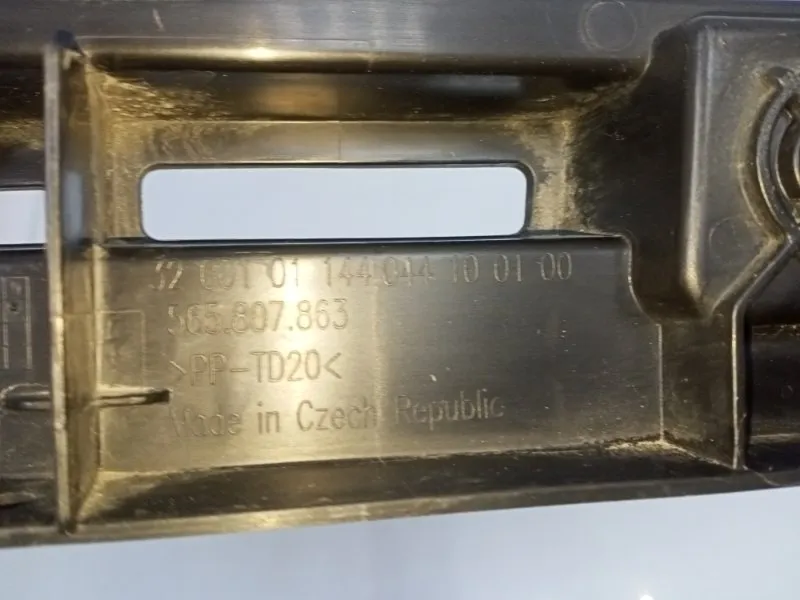 32 001 01 144 044 10 01 00
565.807.863
>PP-TD20<
Made in Czech Republic